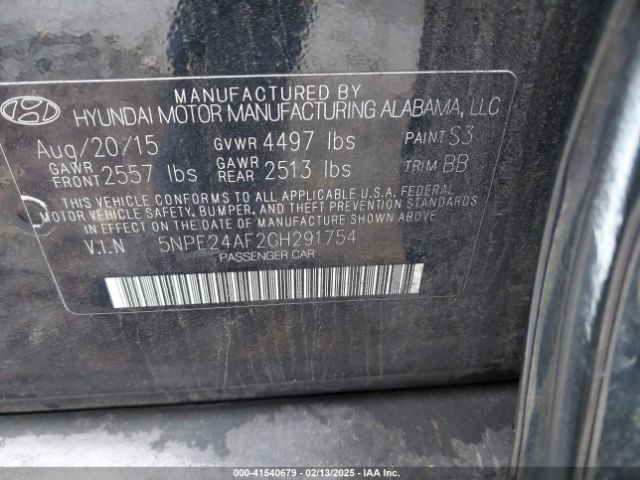 MANUFACTURED BY
HYUNDAI MOTOR MANUFACTURING ALABAMA, LLC
Aug/20/15 GVWR 4497 lbs PAINT S3
GAWR FRONT 2557 lbs GAWR REAR 2513 lbs TRIM BB
THIS VEHICLE CONFORMS TO ALL APPLICABLE U.S.A. FEDERAL
MOTOR VEHICLE SAFETY, BUMPER, AND THEFT PREVENTION STANDARDS
IN EFFECT ON THE DATE OF MANUFACTURE SHOWN ABOVE.
V.I.N 5NPE24AF2GH291754
PASSENGER CAR
000-41540679 - 02/13/2025 - IAA Inc.